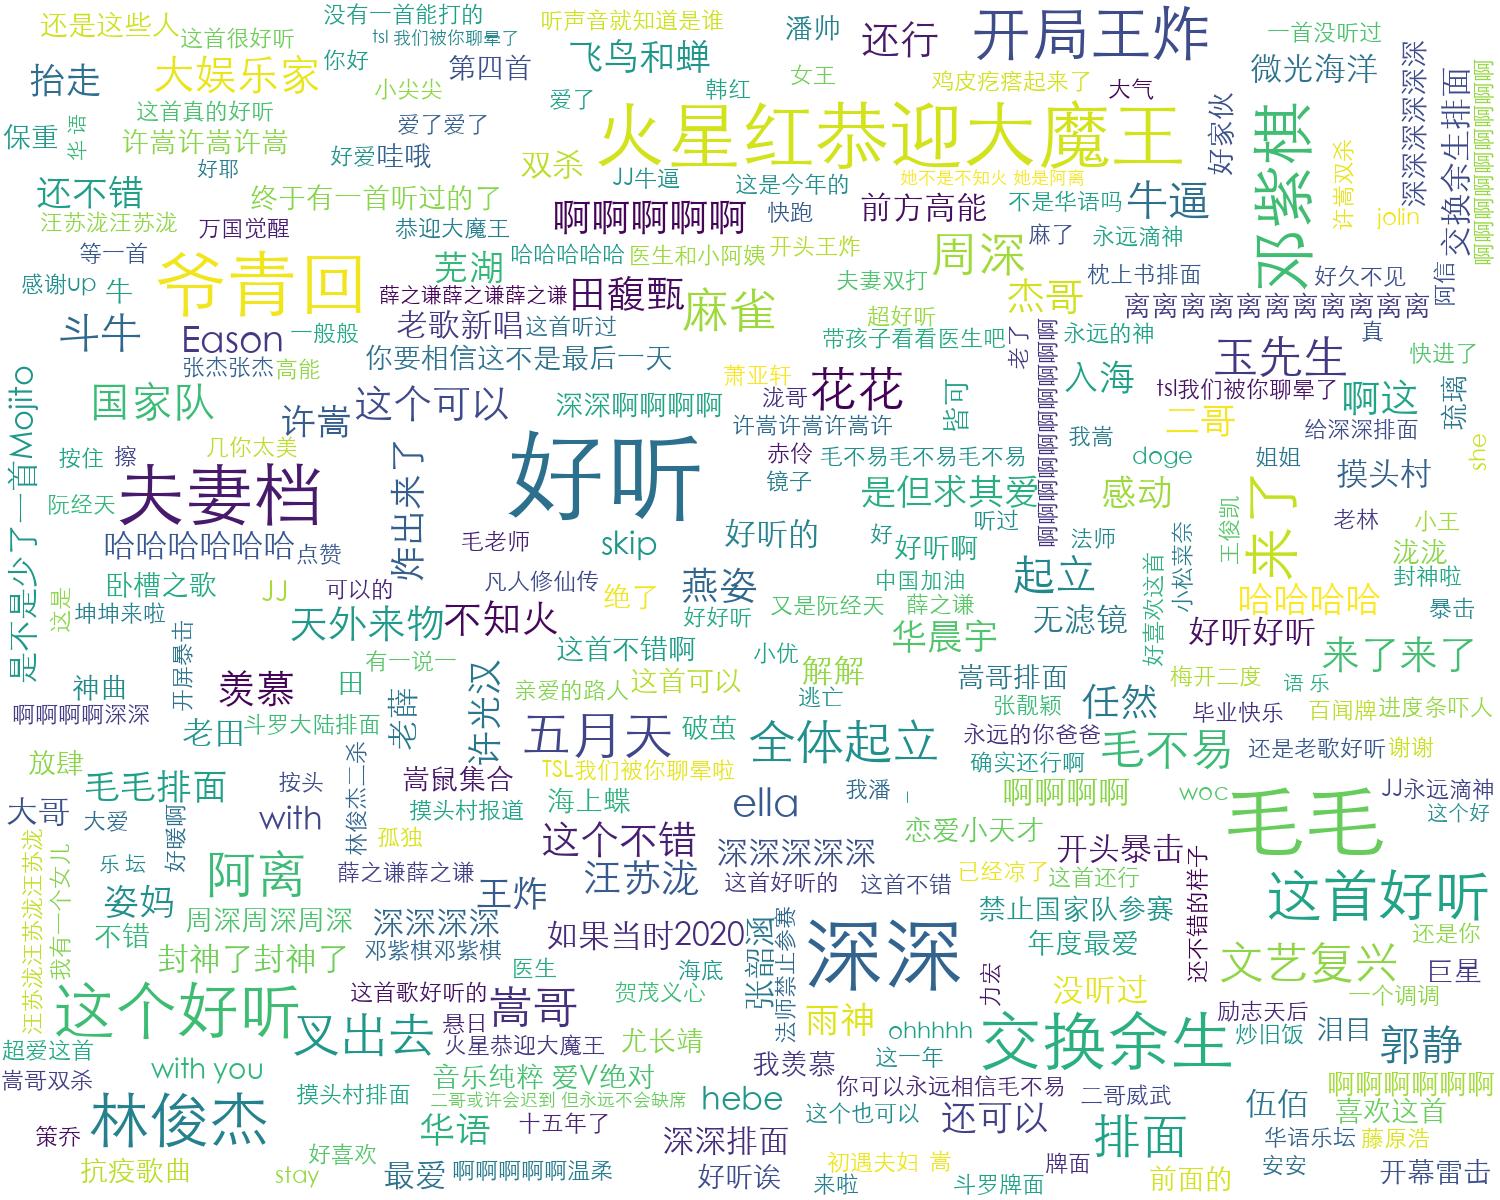 还是这些人
没有一首能打的
听声音就知道是谁
潘帅
还行
开局王炸
一首没听过
这首很好听
tsl 我们被你聊晕了
你好
第四首
飞鸟和蝉
女王
鸡皮疙瘩起来了
大气
微光海洋
抬走
大娱乐家
小尖尖
爱了
韩红
火星红恭迎大魔王
好家伙
邓紫棋
深深深深深深
交换余生排面
啊啊啊啊啊啊啊啊
这首真的好听
保重
华 语
许嵩许嵩许嵩
爱了爱了
好爱
哇哦
好耶
双杀
JJ牛逼
这是今年的
她不是不知火 她是阿离
牛逼
许嵩双杀
jolin
还不错
终于有一首听过的了
啊啊啊啊啊
快跑
前方高能
不是华语吗
汪苏泷汪苏泷
万国觉醒
恭迎大魔王
麻了
永远滴神
等一首
芜湖
哈哈哈哈哈
医生和小阿姨
开头王炸
周深
感谢up
牛
爷青回
薛之谦薛之谦薛之谦
田馥甄
麻雀
夫妻双打
杰哥
枕上书排面
好久不见
阿信
斗牛
Eason
一般般
老歌新唱
这首听过
超好听
离离离离离离离离离离离
张杰张杰
高能
你要相信这不是最后一天
带孩子看看医生吧
老了
永远的神
真
玉先生
快进了
是不是少了一首Mojito
国家队
许嵩
这个可以
深深啊啊啊啊
萧亚轩
泷哥
花花
皆可
啊啊啊啊啊啊啊啊啊啊啊
入海
tsl我们被你聊晕了
啊这
琉璃
几你太美
许嵩许嵩许嵩许
我嵩
二哥
给深深排面
按住
擦
夫妻档
炸出来了
好听
赤伶
毛不易毛不易毛不易
doge
姐姐
she
阮经天
镜子
是但求其爱
感动
摸头村
来了
哈哈哈哈哈哈
点赞
毛老师
skip
好听的
好
听过
好听啊
法师
王俊凯
老林
小王
泷泷
卧槽之歌
JJ
可以的
凡人修仙传
绝了
燕姿
中国加油
起立
小松菜奈
封神啦
这是
坤坤来啦
天外来物
不知火
好好听
又是阮经天
薛之谦
无滤镜
好喜欢这首
哈哈哈哈
暴击
开屏暴击
有一说一
这首不错啊
小优
华晨宇
好听好听
来了来了
神曲
羡慕
田
许光汉
亲爱的路人
这首可以
解解
嵩哥排面
梅开二度
语 乐
啊啊啊啊深深
斗罗大陆排面
老薛
逃亡
张靓颖
任然
毕业快乐
百闻牌
进度条吓人
老田
五月天
破茧
全体起立
永远的你爸爸
毛不易
还是老歌好听
谢谢
放肆
毛毛排面
按头
林俊杰二杀
嵩鼠集合
TSL我们被你聊晕啦
确实还行啊
大哥
大爱
好暖啊
with
摸头村报道
海上蝶
ella
我潘
啊啊啊啊
woc
JJ永远滴神
这个好
孤独
这个不错
恋爱小天才
毛毛
汪苏泷汪苏泷汪苏泷
我有一个女儿
乐 坛
阿离
薛之谦薛之谦
深深深深深
开头暴击
王炸
汪苏泷
这首好听的
这首不错
已经凉了
这首还行
还不错的样子
这首好听
姿妈
周深周深周深
深深深深
如果当时2020
张韶涵
法师禁止参赛
深深
禁止国家队参赛
不错
邓紫棋邓紫棋
年度最爱
文艺复兴
还是你
封神了封神了
医生
海底
力宏
没听过
巨星
这个好听
这首歌好听的
嵩哥
贺茂义心
雨神
一个调调
叉出去
悬日
励志天后
超爱这首
火星恭迎大魔王
尤长靖
ohhhhh
交换余生
炒旧饭
泪目
郭静
with you
我羡慕
这一年
嵩哥双杀
摸头村排面
音乐纯粹 爱V绝对
你可以永远相信毛不易
啊啊啊啊啊啊
二哥或许会迟到 但永远不会缺席
hebe
二哥威武
伍佰
喜欢这首
林俊杰
策乔
华语
十五年了
这个也可以
还可以
排面
华语乐坛
藤原浩
深深排面
好喜欢
抗疫歌曲
stay
最爱
啊啊啊啊啊温柔
好听诶
初遇夫妇
嵩
牌面
安安
开幕雷击
来啦
斗罗牌面
前面的